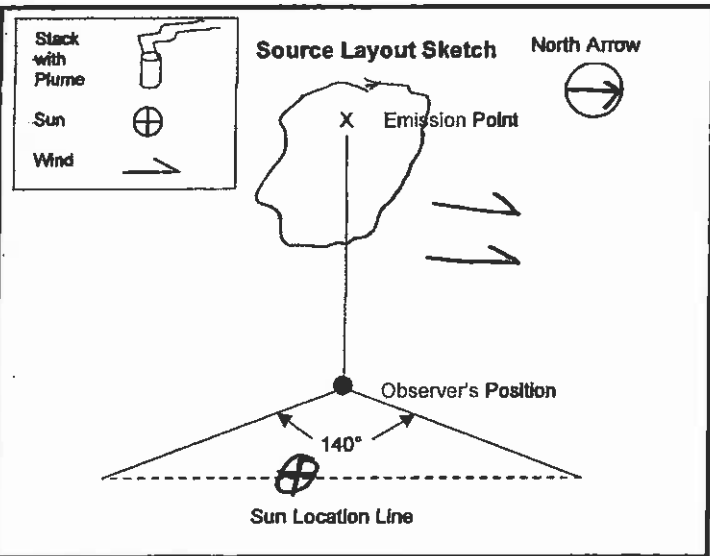 Stack
with
Plume
Sun
Wind
Source Layout Sketch
North Arrow
X Emission Point
Observer's Position
140°
Sun Location Line